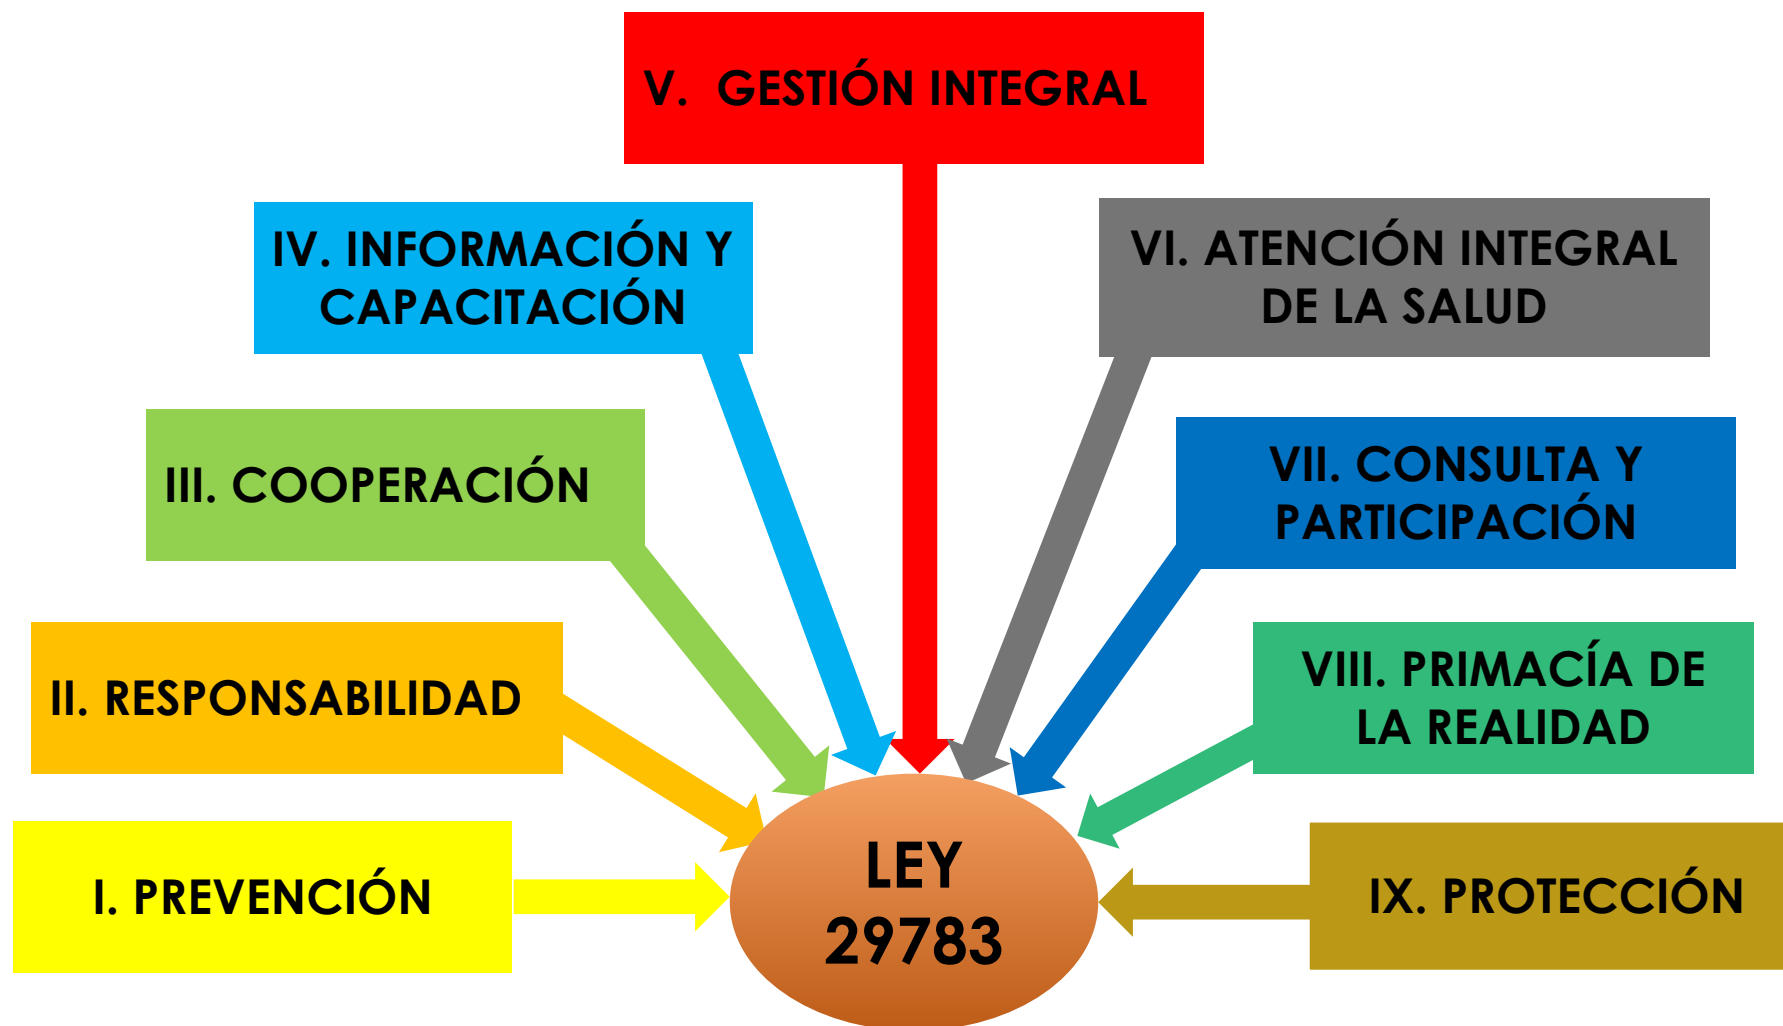 V. GESTIÓN INTEGRAL
IV. INFORMACIÓN Y
CAPACITACIÓN
VI. ATENCIÓN INTEGRAL
DE LA SALUD
III. COOPERACIÓN
VII. CONSULTA Y
PARTICIPACIÓN
II. RESPONSABILIDAD
VIII. PRIMACÍA DE
LA REALIDAD
I. PREVENCIÓN
LEY
29783
IX. PROTECCIÓN